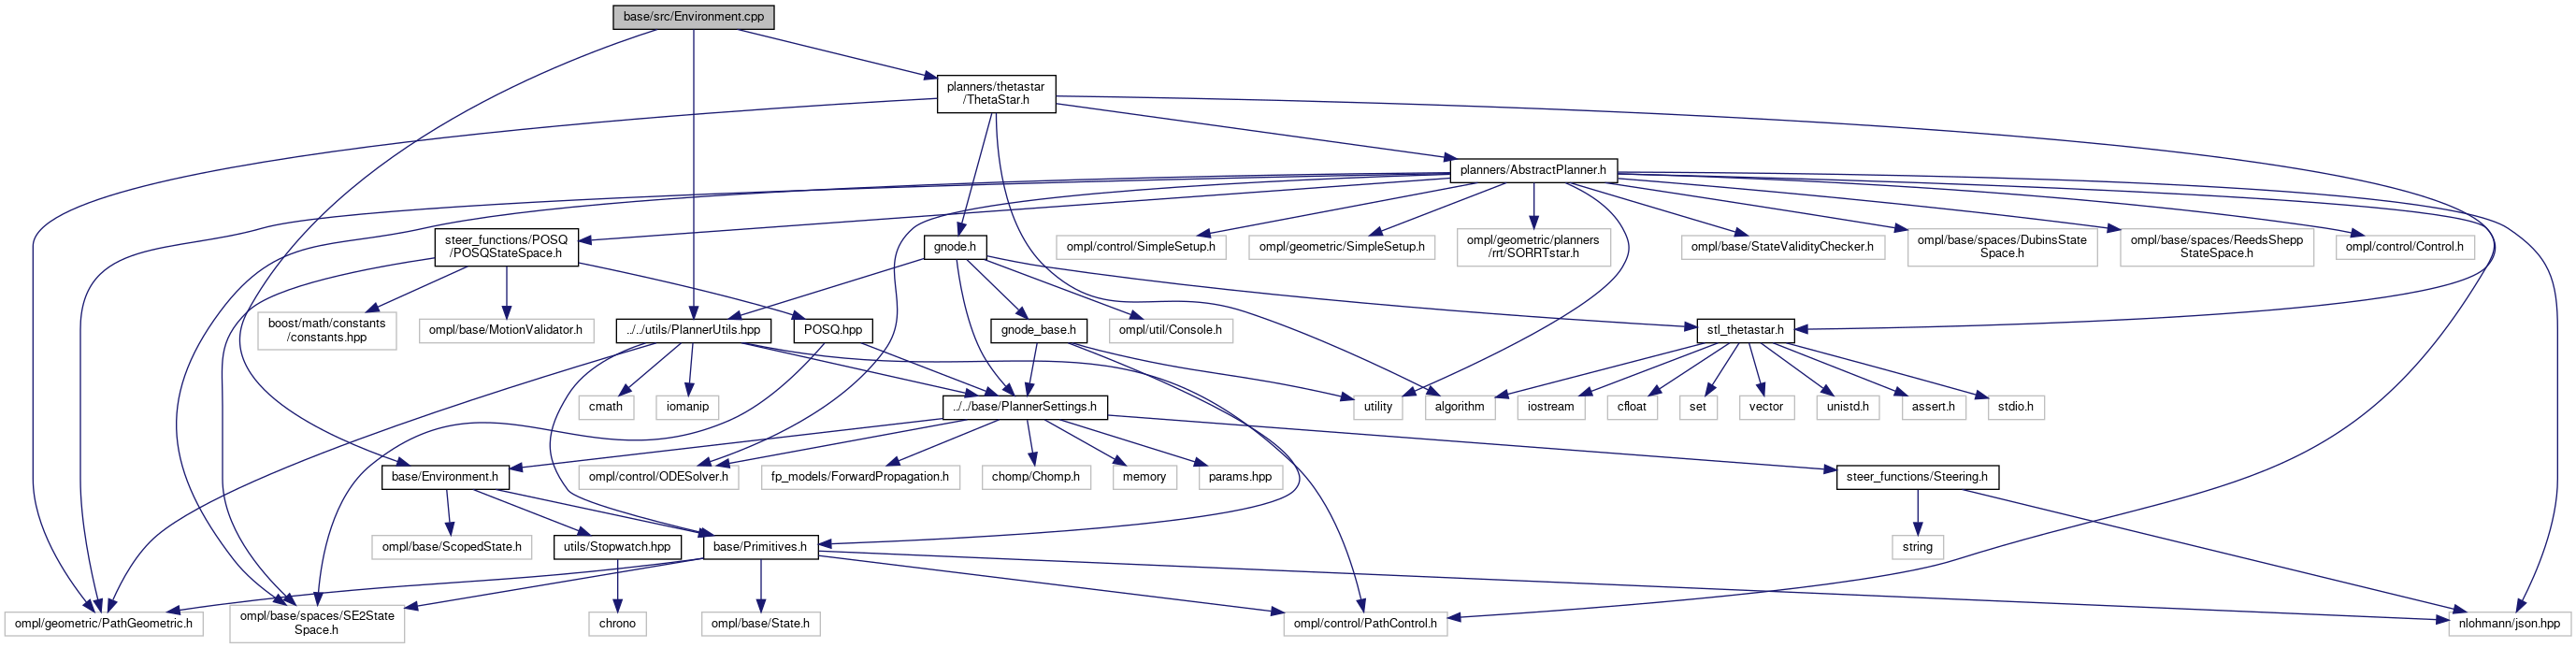 base/src/Environment.cpp
planners/thetastar
/ThetaStar.h
planners/AbstractPlanner.h
steer_functions/POSQ
/POSQStateSpace.h
gnode.h
ompl/control/SimpleSetup.h
ompl/geometric/SimpleSetup.h
ompl/geometric/planners
/rrt/SORRTstar.h
ompl/base/StateValidityChecker.h
ompl/base/spaces/DubinsState
Space.h
ompl/base/spaces/ReedsShepp
StateSpace.h
ompl/control/Control.h
boost/math/constants
/constants.hpp
ompl/base/MotionValidator.h
../../utils/PlannerUtils.hpp
POSQ.hpp
gnode_base.h
ompl/util/Console.h
stl_thetastar.h
cmath
iomanip
../../base/PlannerSettings.h
utility
algorithm
iostream
cfloat
set
vector
unistd.h
assert.h
stdio.h
base/Environment.h
ompl/control/ODESolver.h
fp_models/ForwardPropagation.h
chomp/Chomp.h
memory
params.hpp
steer_functions/Steering.h
ompl/base/ScopedState.h
utils/Stopwatch.hpp
base/Primitives.h
string
ompl/geometric/PathGeometric.h
ompl/base/spaces/SE2State
Space.h
chrono
ompl/base/State.h
ompl/control/PathControl.h
nlohmann/json.hpp